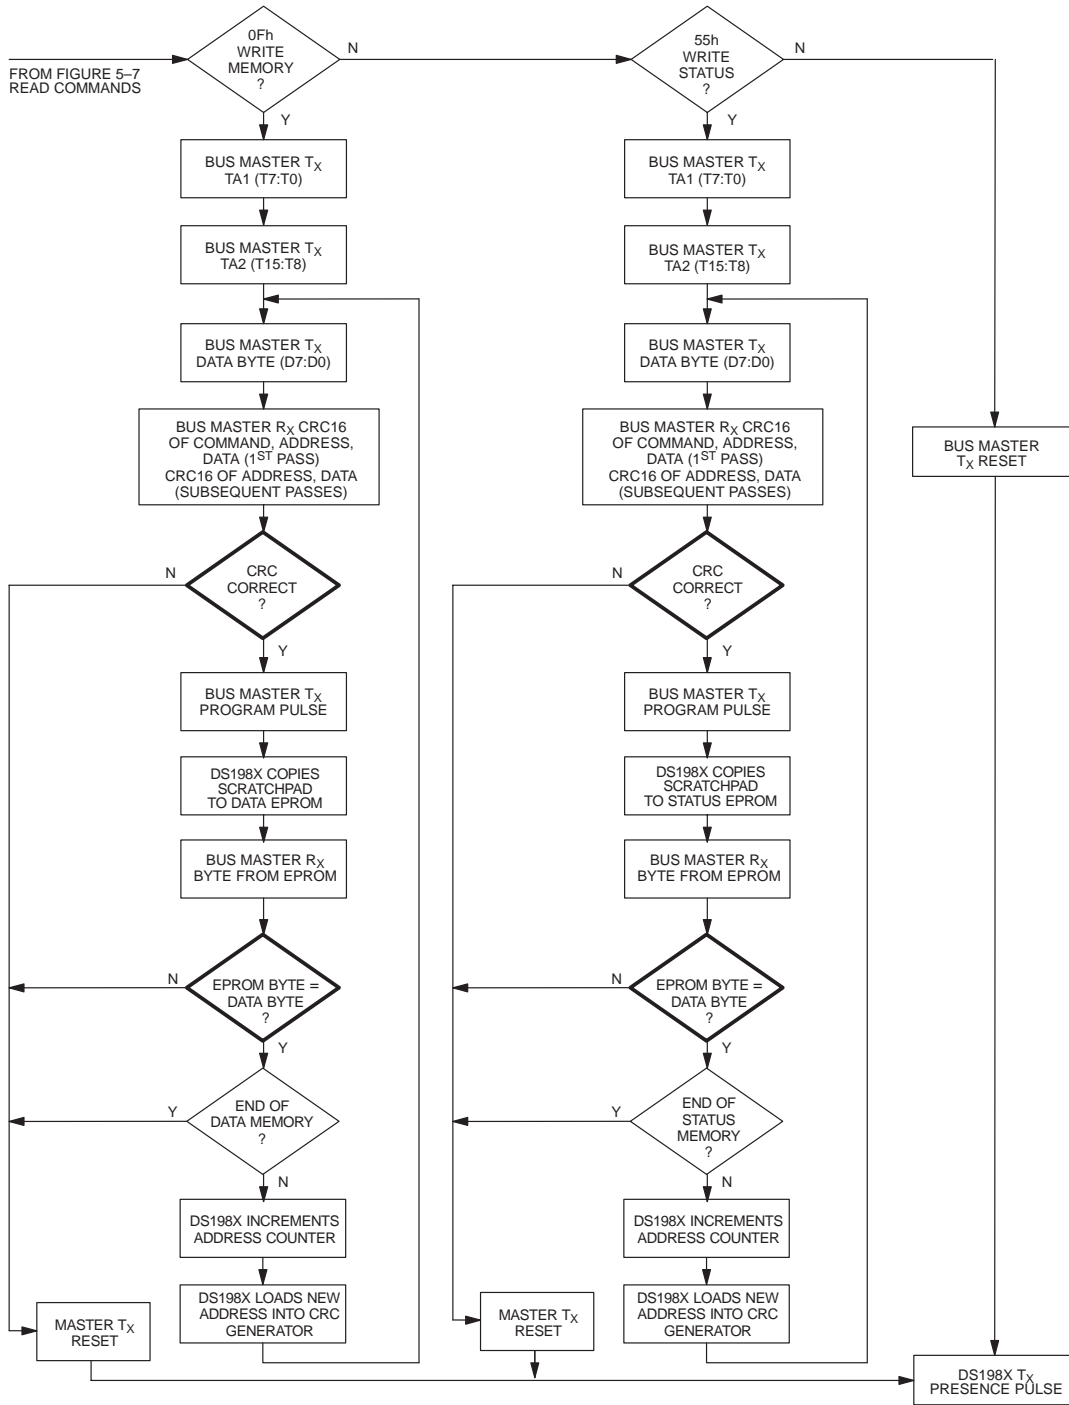 0Fh
WRITE
MEMORY
?
N
FROM FIGURE 5–7
READ COMMANDS
Y
BUS MASTER TX
TA1 (T7:T0)
BUS MASTER TX
TA2 (T15:T8)
BUS MASTER TX
DATA BYTE (D7:D0)
BUS MASTER RX CRC16
OF COMMAND, ADDRESS,
DATA (1ST PASS)
CRC16 OF ADDRESS, DATA
(SUBSEQUENT PASSES)
N
CRC
CORRECT
?
Y
BUS MASTER TX
PROGRAM PULSE
DS198X COPIES
SCRATCHPAD
TO DATA EPROM
BUS MASTER RX
BYTE FROM EPROM
N
EPROM BYTE =
DATA BYTE
?
Y
Y
END OF
DATA MEMORY
?
N
DS198X INCREMENTS
ADDRESS COUNTER
DS198X LOADS NEW
ADDRESS INTO CRC
GENERATOR
MASTER TX
RESET
55h
WRITE
STATUS
?
N
Y
BUS MASTER TX
TA1 (T7:T0)
BUS MASTER TX
TA2 (T15:T8)
BUS MASTER TX
DATA BYTE (D7:D0)
BUS MASTER RX CRC16
OF COMMAND, ADDRESS,
DATA (1ST PASS)
CRC16 OF ADDRESS, DATA
(SUBSEQUENT PASSES)
N
CRC
CORRECT
?
Y
BUS MASTER TX
PROGRAM PULSE
DS198X COPIES
SCRATCHPAD
TO STATUS EPROM
BUS MASTER RX
BYTE FROM EPROM
N
EPROM BYTE =
DATA BYTE
?
Y
Y
END OF
STATUS
MEMORY
?
N
DS198X INCREMENTS
ADDRESS COUNTER
DS198X LOADS NEW
ADDRESS INTO CRC
GENERATOR
MASTER TX
RESET
BUS MASTER
TX RESET
DS198X TX
PRESENCE PULSE